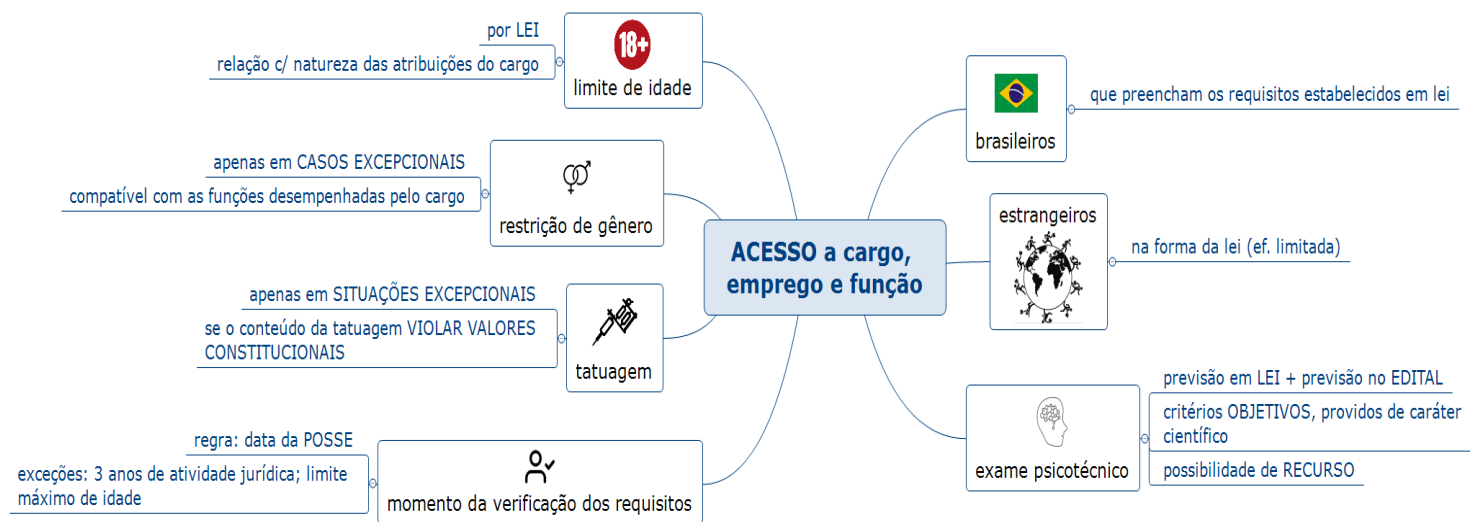 ACESSO a cargo,
emprego e função
brasileiros
que preencham os requisitos estabelecidos em lei
estrangeiros
na forma da lei (ef. limitada)
exame psicotécnico
previsão em LEI + previsão no EDITAL
critérios OBJETIVOS, providos de caráter
científico
possibilidade de RECURSO
18+
limite de idade
por LEI
relação c/ natureza das atribuições do cargo
restrição de gênero
apenas em CASOS EXCEPCIONAIS
compatível com as funções desempenhadas pelo cargo
tatuagem
apenas em SITUAÇÕES EXCEPCIONAIS
se o conteúdo da tatuagem VIOLAR VALORES
CONSTITUCIONAIS
momento da verificação dos requisitos
regra: data da POSSE
exceções: 3 anos de atividade jurídica; limite
máximo de idade